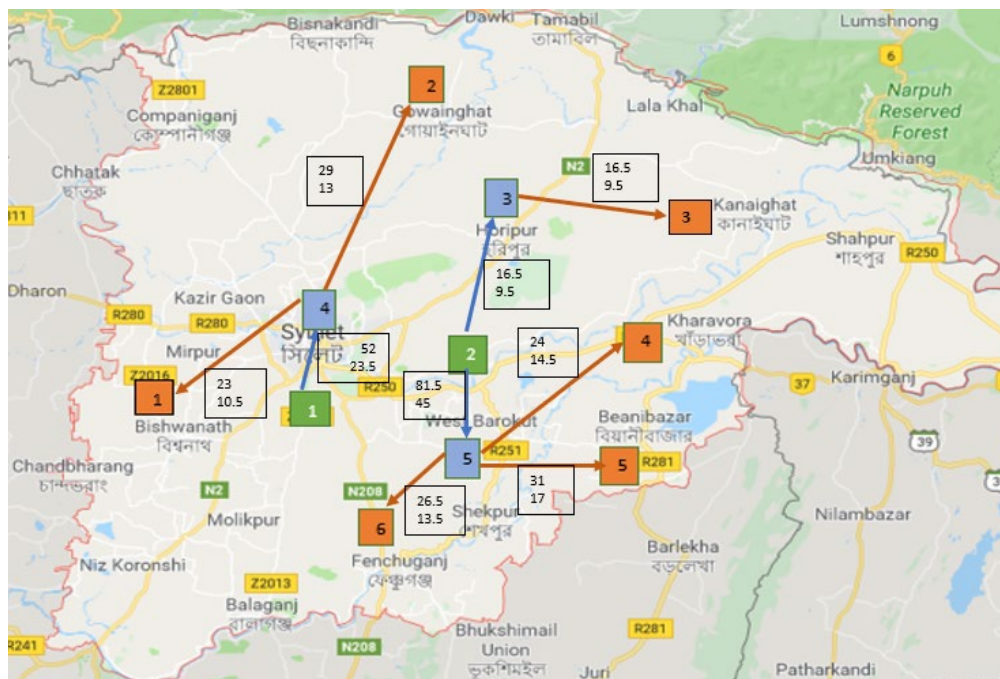 Bisnakandi
বিছনাকান্দি
Dawki
Tamabil
তামাবিল
Lumshnong
6
Z2801
Companiganj
কোম্পানীগঞ্জ
2
Gowainghat
গোয়াইনঘাট
Lala Khal
Narpuh
Reserved
Forest
Umkiang
Chhatak
ছাতক
N2
29
13
16.5
9.5
3
Horipur
হরিপুর
3
Kanaighat
কানাইঘাট
Shahpur
শাহপুর
R250
Dharon
Kazir Gaon
R280
R280
4
Sylhet
সিলেট
16.5
9.5
Mirpur
52
23.5
2
24
14.5
4
Kharavora
খাঁড়াভরা
Z2016
1
Bishwanath
বিশ্বনাথ
23
10.5
1
R250
81.5
45
West Barokut
Beanibazar
বিয়ানীবাজার
37
Karimganj
39
Chandbharang
চান্দভরাং
N2
N208
5
R251
5
R281
31
17
26.5
13.5
6
Molikpur
Shekpur
শেখপুর
Nilambazar
Niz Koronshi
Fenchuganj
ফেঞ্চুগঞ্জ
Barlekha
বড়লেখা
Z2013
Balaganj
বালাগঞ্জ
R241
N208
Bhukshimail
Union
ভূকশিমইল
R281
Juri
Patharkandi